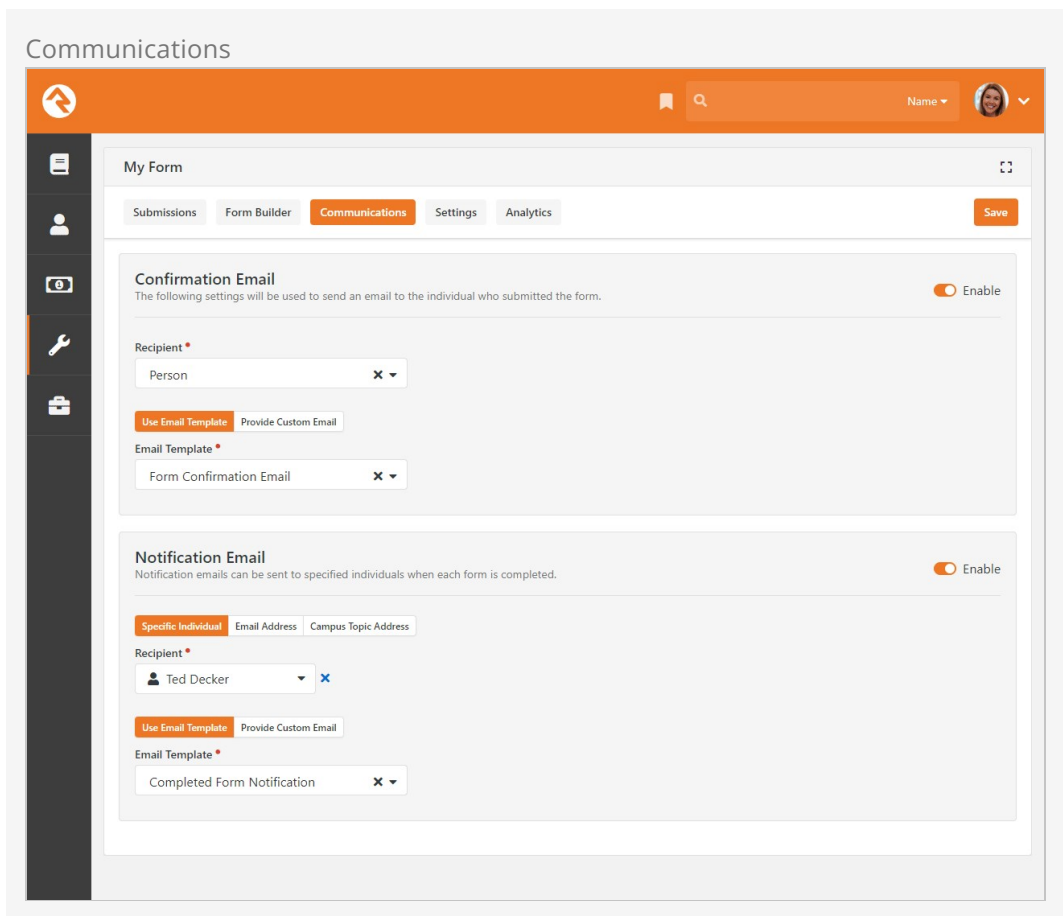 Communications
Name
My Form
Submissions Form Builder Communications Settings Analytics Save
Confirmation Email
The following settings will be used to send an email to the individual who submitted the form.
Enable
Recipient
Person
Use Email Template Provide Custom Email
Email Template
Form Confirmation Email
Notification Email
Notification emails can be sent to specified individuals when each form is completed.
Enable
Specific Individual Email Address Campus Topic Address
Recipient
Ted Decker
Use Email Template Provide Custom Email
Email Template
Completed Form Notification